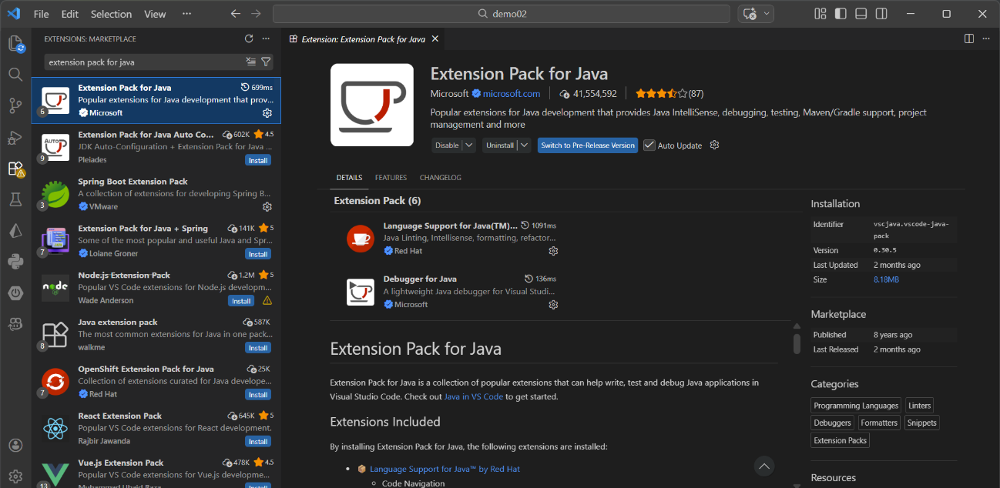 File Edit Selection View ··· demo02
EXTENSIONS: MARKETPLACE
extension pack for java
Extension Pack for Java 699ms
Popular extensions for Java development that prov...
Microsoft
6
Extension Pack for Java Auto Co... 602K 4.5
JDK Auto-Configuration + Extension Pack for Java ...
Pleiades Install
AUTO
9
Spring Boot Extension Pack
A collection of extensions for developing Spring B...
VMware
3
Extension Pack for Java + Spring 141K 5
Some of the most popular and useful Java and Spr...
Loiane Groner Install
7
Node.js Extension Pack 1.2M 5
Popular VS Code extensions for Node.js developm...
Wade Anderson Install
node
Java extension pack 587K
The most common extensions for Java in one pack...
walkme Install
8
OpenShift Extension Pack for Java 25K
Collection of extensions curated for Java develope...
Red Hat Install
7
React Extension Pack 645K 5
Popular VS Code extensions for React development.
Rajbir Jawanda Install
Vue.js Extension Pack 478K 4.5
Popular VS Code extensions for Vue.js developme...
Muhammad Ubaid Raza Install
13
Extension: Extension Pack for Java
Extension Pack for Java
Microsoft microsoft.com 41,554,592 (87)
Popular extensions for Java development that provides Java IntelliSense, debugging, testing, Maven/Gradle support, project
management and more
Disable Uninstall Switch to Pre-Release Version Auto Update
DETAILS FEATURES CHANGELOG
Extension Pack (6)
Language Support for Java(TM)... 1091ms
Java Linting, Intellisense, formatting, refactor...
Red Hat
Debugger for Java 136ms
A lightweight Java debugger for Visual Studi...
Microsoft
Extension Pack for Java
Extension Pack for Java is a collection of popular extensions that can help write, test and debug Java applications in
Visual Studio Code. Check out Java in VS Code to get started.
Extensions Included
By installing Extension Pack for Java, the following extensions are installed:
• 📦 Language Support for Java™ by Red Hat
◦ Code Navigation
Installation
Identifier vscjava.vscode-java-
pack
Version 0.30.5
Last Updated 2 months ago
Size 8.18MB
Marketplace
Published 8 years ago
Last Released 2 months ago
Categories
Programming Languages Linters
Debuggers Formatters Snippets
Extension Packs
Resources